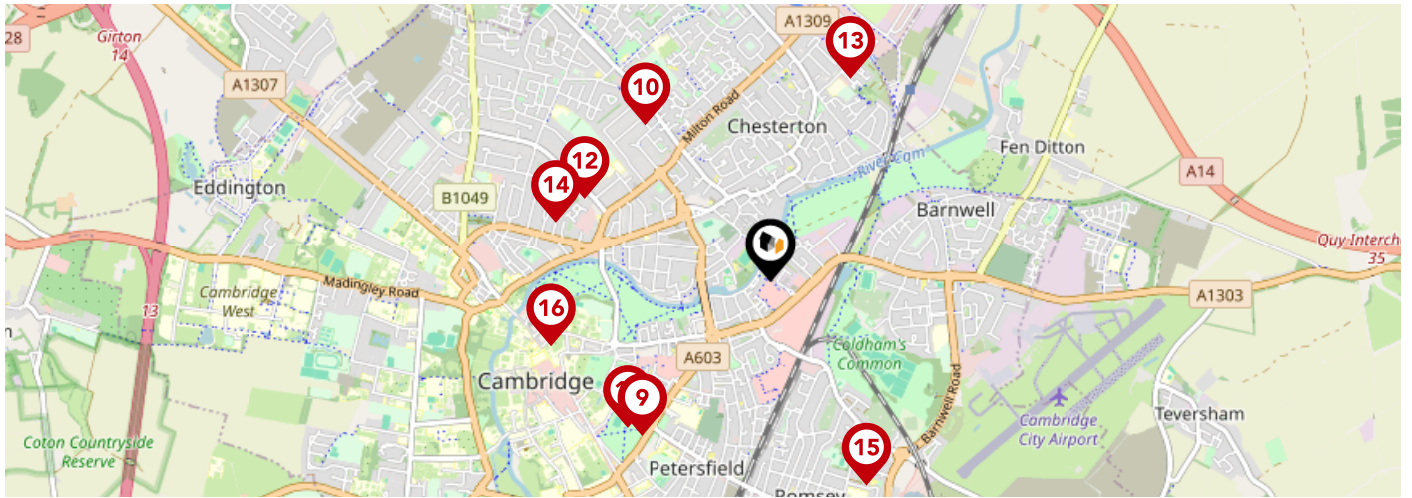 28
Girton
14
A1309
13
A1307
10
Milton Road
Chesterton
Fen Ditton
River Cam
12
14
A14
Eddington
B1049
Barnwell
Quy Interch
35
Madingley Road
Cambridge
West
13
A1303
16
A603
Coldham's
Common
Cambridge
9
Barnwell Road
Cambridge
City Airport
Teversham
Coton Countryside
Reserve
15
Petersfield
Romsey